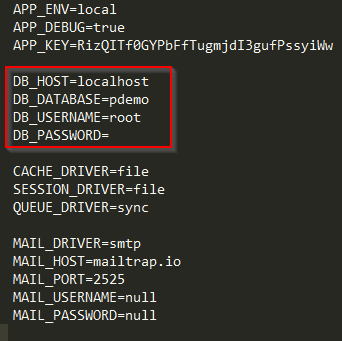 APP_ENV=local
APP_DEBUG=true
APP_KEY=RizQITf0GYPbFfTugmjdI3gufPssyiWw
DB_HOST=localhost
DB_DATABASE=pdemo
DB_USERNAME=root
DB_PASSWORD=
CACHE_DRIVER=file
SESSION_DRIVER=file
QUEUE_DRIVER=sync
MAIL_DRIVER=smtp
MAIL_HOST=mailtrap.io
MAIL_PORT=2525
MAIL_USERNAME=null
MAIL_PASSWORD=null